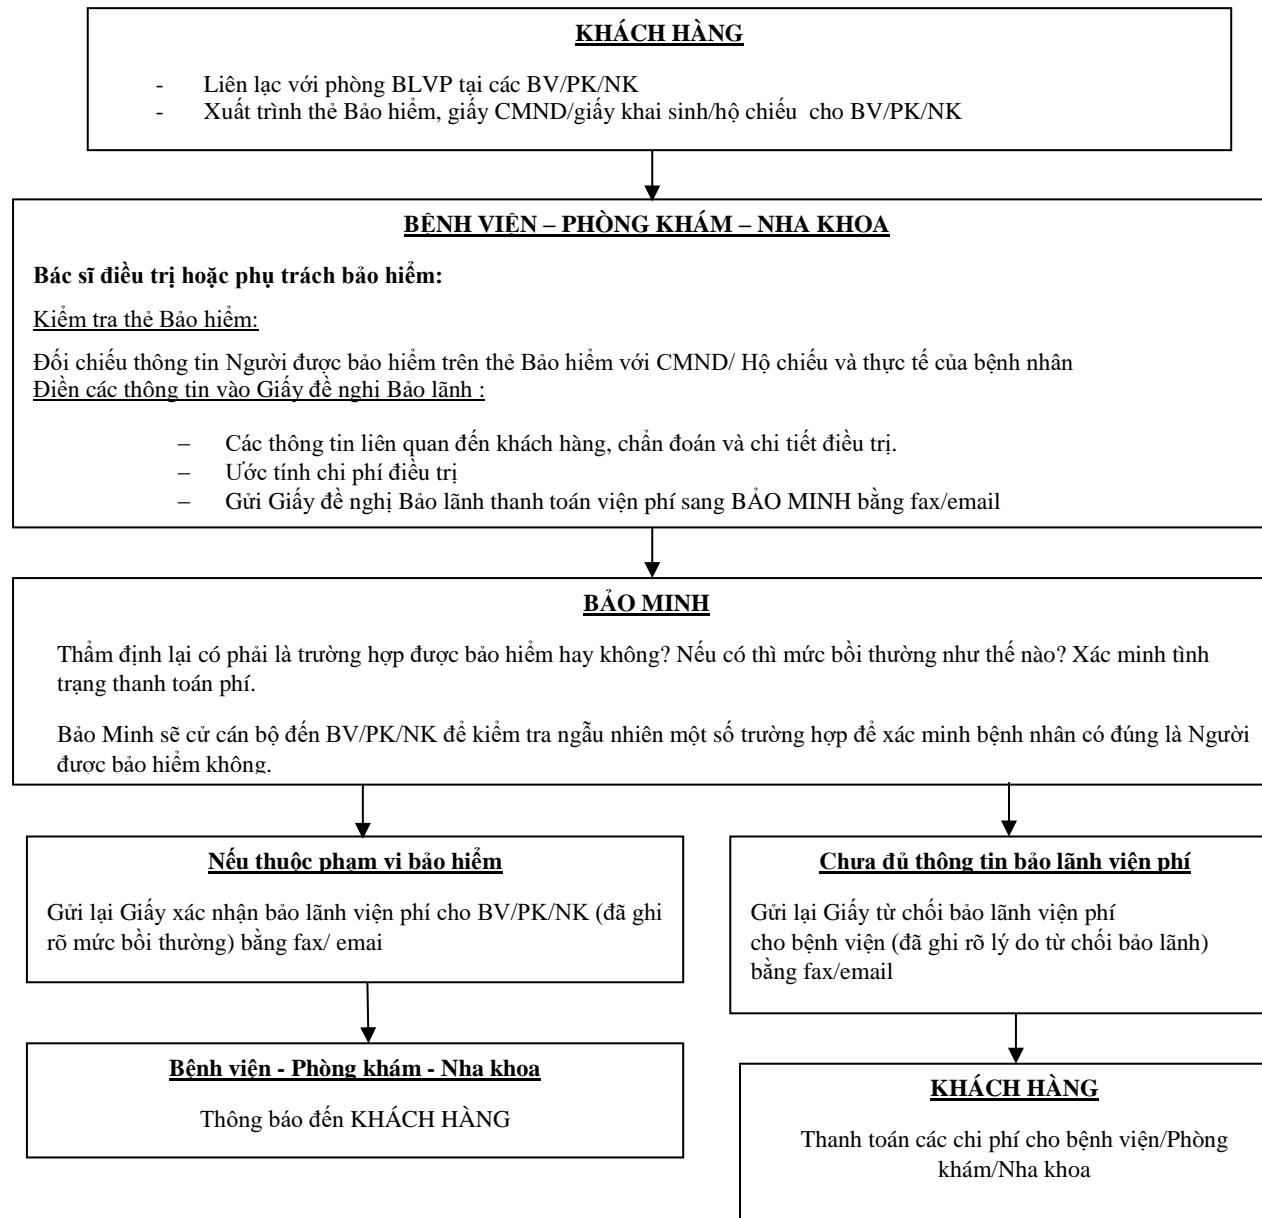 KHÁCH HÀNG
- Liên lạc với phòng BLVP tại các BV/PK/NK
- Xuất trình thẻ Bảo hiểm, giấy CMND/giấy khai sinh/hộ chiếu cho BV/PK/NK
BỆNH VIỆN – PHÒNG KHÁM – NHA KHOA
Bác sĩ điều trị hoặc phụ trách bảo hiểm:
Kiểm tra thẻ Bảo hiểm:
Đối chiếu thông tin Người được bảo hiểm trên thẻ Bảo hiểm với CMND/ Hộ chiếu và thực tế của bệnh nhân
Điền các thông tin vào Giấy đề nghị Bảo lãnh :
– Các thông tin liên quan đến khách hàng, chẩn đoán và chi tiết điều trị.
– Ước tính chi phí điều trị
– Gửi Giấy đề nghị Bảo lãnh thanh toán viện phí sang BẢO MINH bằng fax/email
BẢO MINH
Thẩm định lại có phải là trường hợp được bảo hiểm hay không? Nếu có thì mức bồi thường như thế nào? Xác minh tình
trạng thanh toán phí.
Bảo Minh sẽ cử cán bộ đến BV/PK/NK để kiểm tra ngẫu nhiên một số trường hợp để xác minh bệnh nhân có đúng là Người
được bảo hiểm không.
Nếu thuộc phạm vi bảo hiểm
Gửi lại Giấy xác nhận bảo lãnh viện phí cho BV/PK/NK (đã ghi
rõ mức bồi thường) bằng fax/ emai
Bệnh viện - Phòng khám - Nha khoa
Thông báo đến KHÁCH HÀNG
Chưa đủ thông tin bảo lãnh viện phí
Gửi lại Giấy từ chối bảo lãnh viện phí
cho bệnh viện (đã ghi rõ lý do từ chối bảo lãnh)
bằng fax/email
KHÁCH HÀNG
Thanh toán các chi phí cho bệnh viện/Phòng
khám/Nha khoa